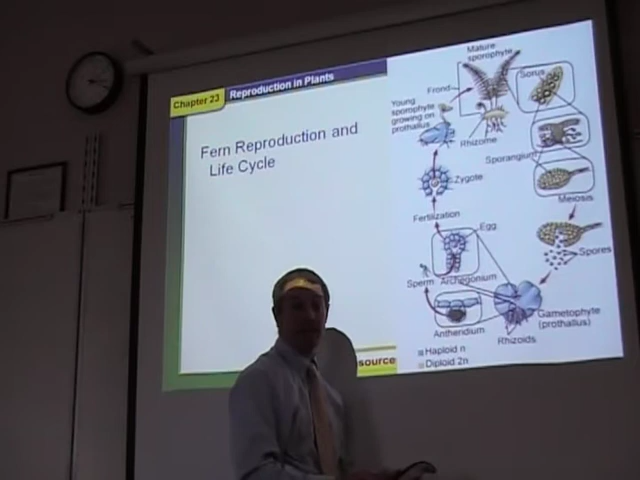 Chapter 23
Reproduction in Plants
Fern Reproduction and
Life Cycle
Mature
sporophyte
Sorus
Frond
Young
sporophyte
growing on
prothallus
Rhizome
Sporangium
Zygote
Meiosis
Fertilization
Egg
Spores
Sperm
Archegonium
Gametophyte
(prothallus)
Antheridium
Rhizoids
Haploid n
Diploid 2n
source